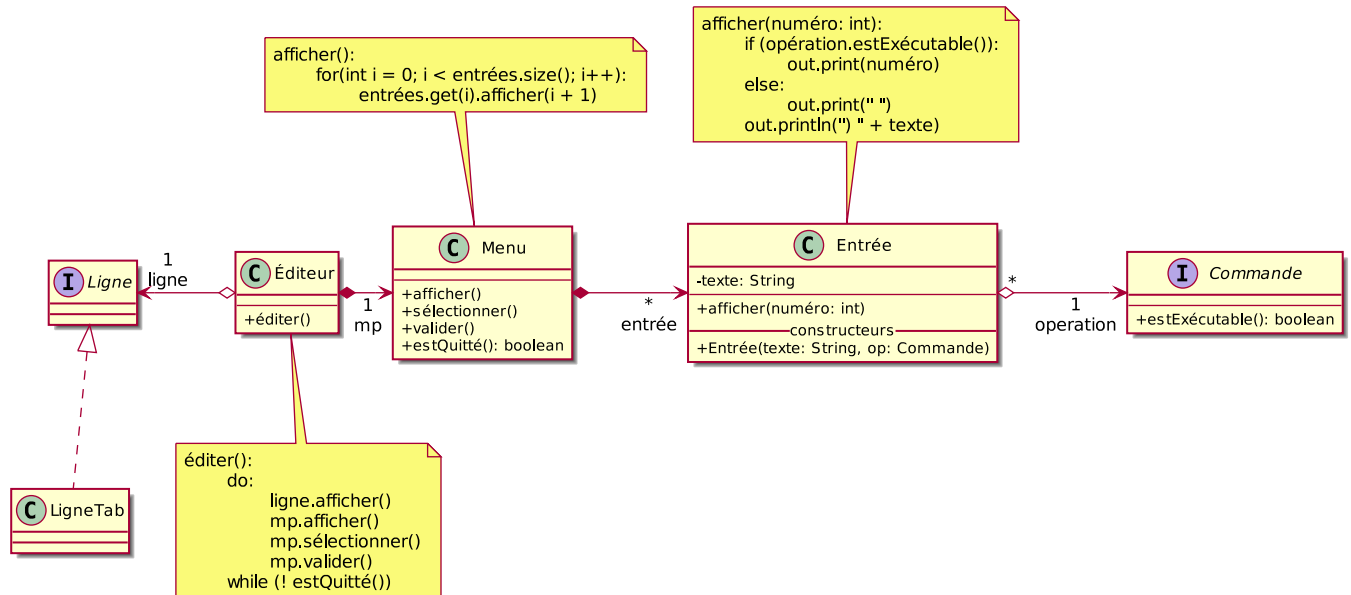 afficher():
for(int i = 0; i < entrées.size(); i++):
entrées.get(i).afficher(i + 1)
afficher(numéro: int):
if (opération.estExécutable()):
out.print(numéro)
else:
out.print(" ")
out.println(") " + texte)
I Ligne
1
ligne
C Éditeur
+éditer()
1
mp
C Menu
+afficher()
+sélectionner()
+valider()
+estQuitté(): boolean
*
entrée
C Entrée
-texte: String
+afficher(numéro: int)
constructeurs
+Entrée(texte: String, op: Commande)
*
1
operation
I Commande
+estExécutable(): boolean
C LigneTab
éditer():
do:
ligne.afficher()
mp.afficher()
mp.sélectionner()
mp.valider()
while (! estQuitté())